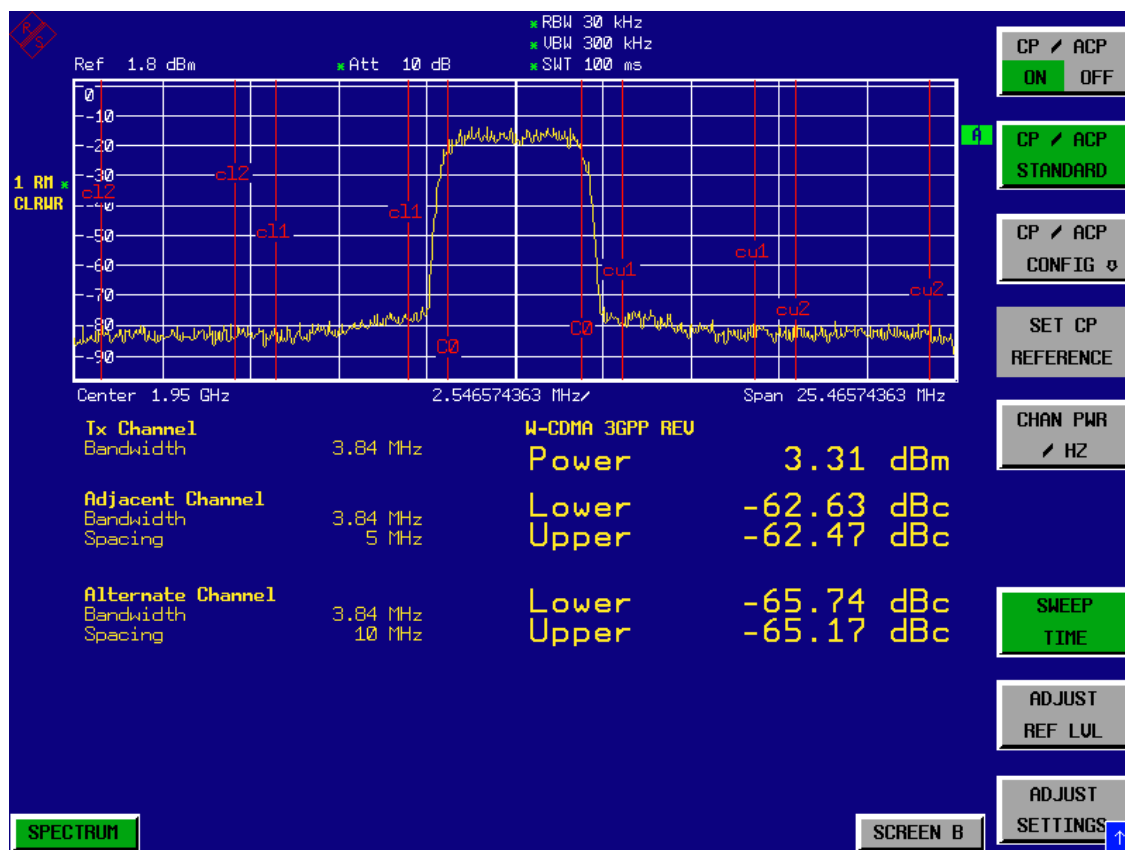 R/S
*RBW 30 kHz
*VBW 300 kHz
Ref 1.8 dBm *Att 10 dB *SWT 100 ms
0
-10
-20
-30
-40
-50
-60
-70
-80
-90
1 RM *
CLRWR
A
cl2
cl2
cl1
cl1
C0
C0
cu1
cu1
cu2
cu2
Center 1.95 GHz 2.546574363 MHz/ Span 25.46574363 MHz
Tx Channel W-CDMA 3GPP REV
Bandwidth 3.84 MHz Power 3.31 dBm
Adjacent Channel Lower -62.63 dBc
Bandwidth 3.84 MHz
Spacing 5 MHz Upper -62.47 dBc
Alternate Channel Lower -65.74 dBc
Bandwidth 3.84 MHz
Spacing 10 MHz Upper -65.17 dBc
CP / ACP
ON OFF
CP / ACP
STANDARD
CP / ACP
CONFIG
SET CP
REFERENCE
CHAN PWR
/ HZ
SWEEP
TIME
ADJUST
REF LVL
ADJUST
SETTINGS
SPECTRUM
SCREEN B